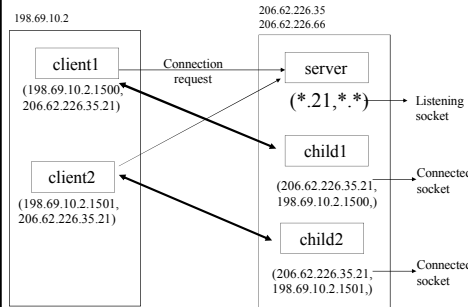 198.69.10.2
client1
(198.69.10.2.1500,
206.62.226.35.21)
client2
(198.69.10.2.1501,
206.62.226.35.21)
Connection
request
206.62.226.35
206.62.226.66
server
(*.21,*.*)
Listening
socket
child1
(206.62.226.35.21,
198.69.10.2.1500,)
Connected
socket
child2
(206.62.226.35.21,
198.69.10.2.1501,)
Connected
socket